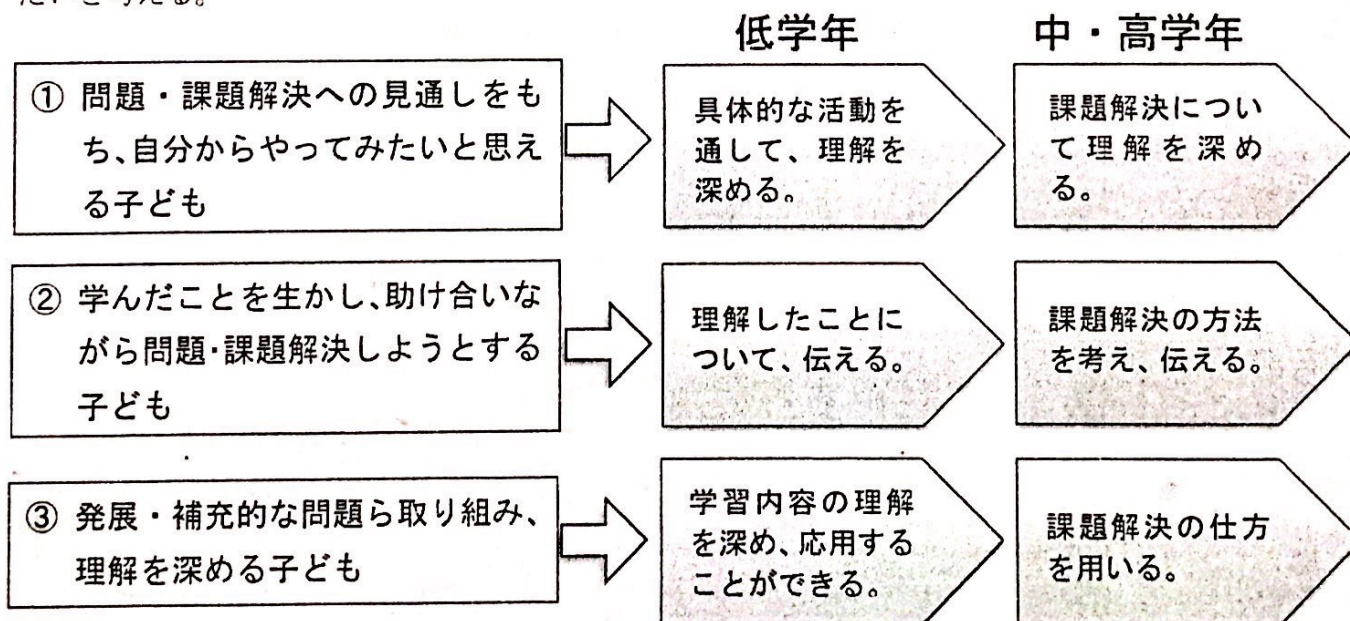 たいと考える。
低学年
中・高学年
① 問題・課題解決への見通しをも
ち、自分からやってみたいと思え
る子ども
具体的な活動を
通して、理解を
深める。
課題解決につい
て理解を深め
る。
② 学んだことを生かし、助け合いな
がら問題・課題解決しようとする
子ども
理解したことに
ついて、伝える。
課題解決の方法
を考え、伝える。
③ 発展・補充的な問題ら取り組み、
理解を深める子ども
学習内容の理解
を深め、応用する
ことができる。
課題解決の仕方
を用いる。